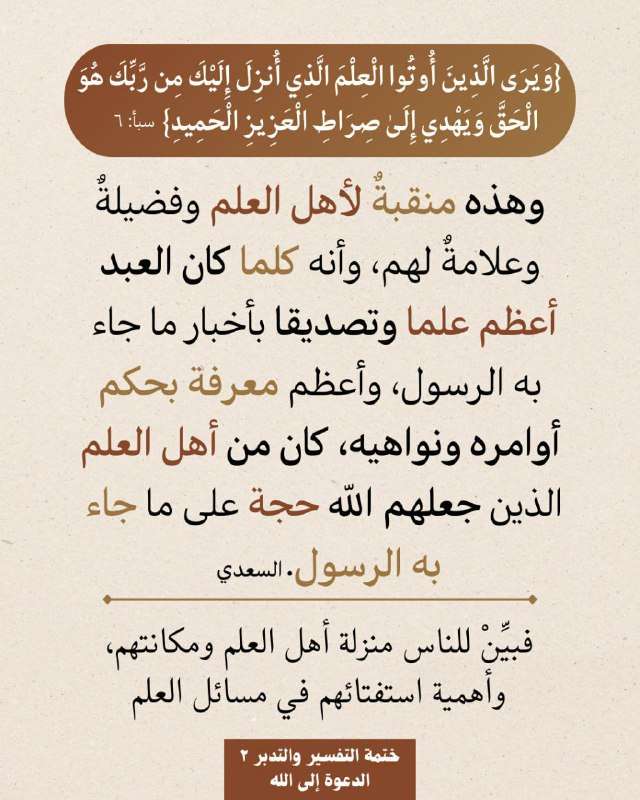 {وَيَرَى الَّذِينَ أُوتُوا الْعِلْمَ الَّذِي أُنزِلَ إِلَيْكَ مِن رَّبِّكَ هُوَ
الْحَقَّ وَيَهْدِي إِلَىٰ صِرَاطِ الْعَزِيزِ الْحَمِيدِ} سبأ: ٦
وهذه منقبةٌ لأهل العلم وفضيلةٌ
وعلامةٌ لهم، وأنه كلما كان العبد
أعظم علما وتصديقا بأخبار ما جاء
به الرسول، وأعظم معرفة بحكم
أوامره ونواهيه، كان من أهل العلم
الذين جعلهم الله حجة على ما جاء
به الرسول. السعدي
فبيِّنْ للناس منزلة أهل العلم ومكانتهم،
وأهمية استفتائهم في مسائل العلم
ختمة التفسير والتدبر ٢
الدعوة إلى الله